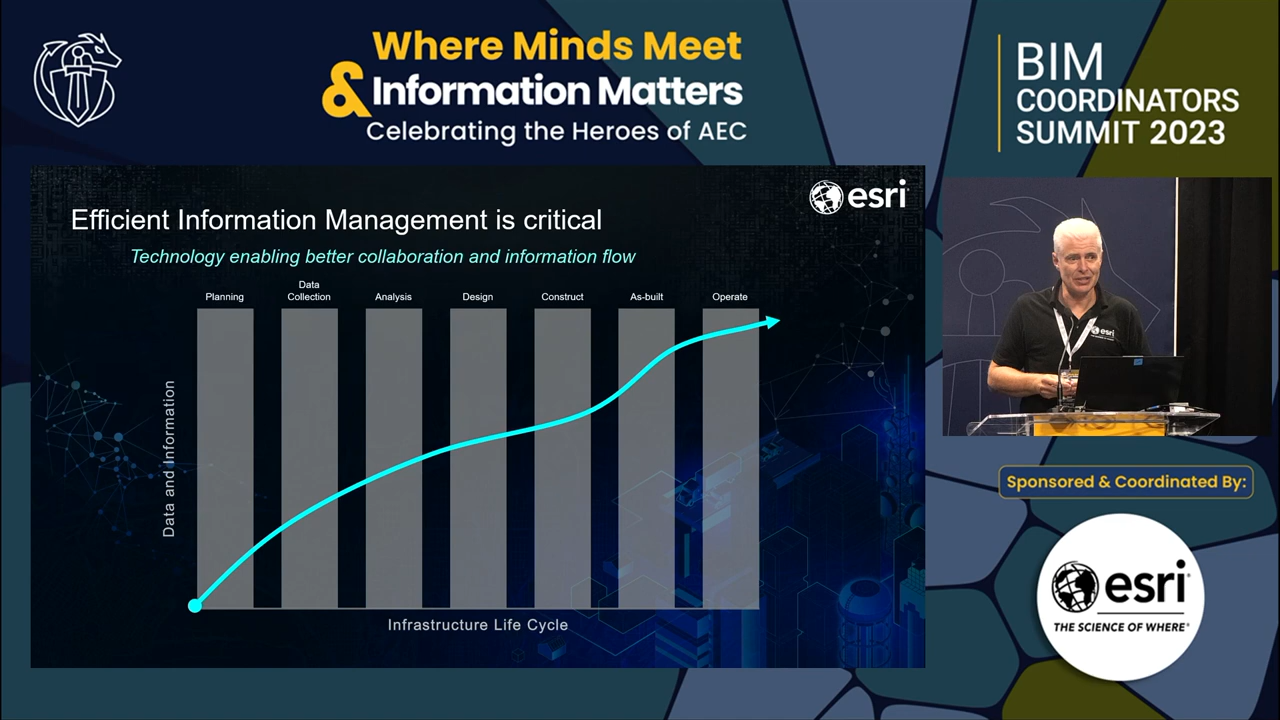 Where Minds Meet
& Information Matters
Celebrating the Heroes of AEC
BIM
COORDINATORS
SUMMIT 2023
esri
Efficient Information Management is critical
Technology enabling better collaboration and information flow
Planning
Data
Collection
Analysis
Design
Construct
As-built
Operate
Data and Information
Infrastructure Life Cycle
esri
Sponsored & Coordinated By:
esri
THE SCIENCE OF WHERE®